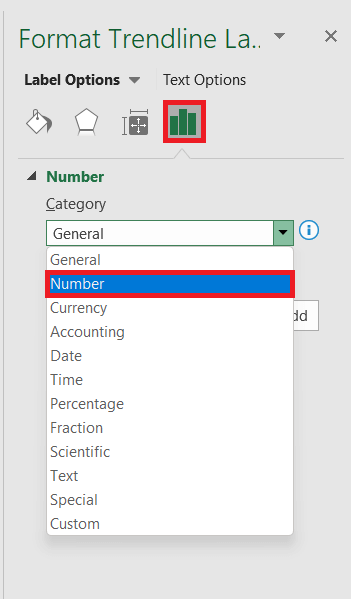 Format Trendline La..
Label Options Text Options
Number
Category
General
General
Number
Currency
dd
Accounting
Date
Time
Percentage
Fraction
Scientific
Text
Special
Custom